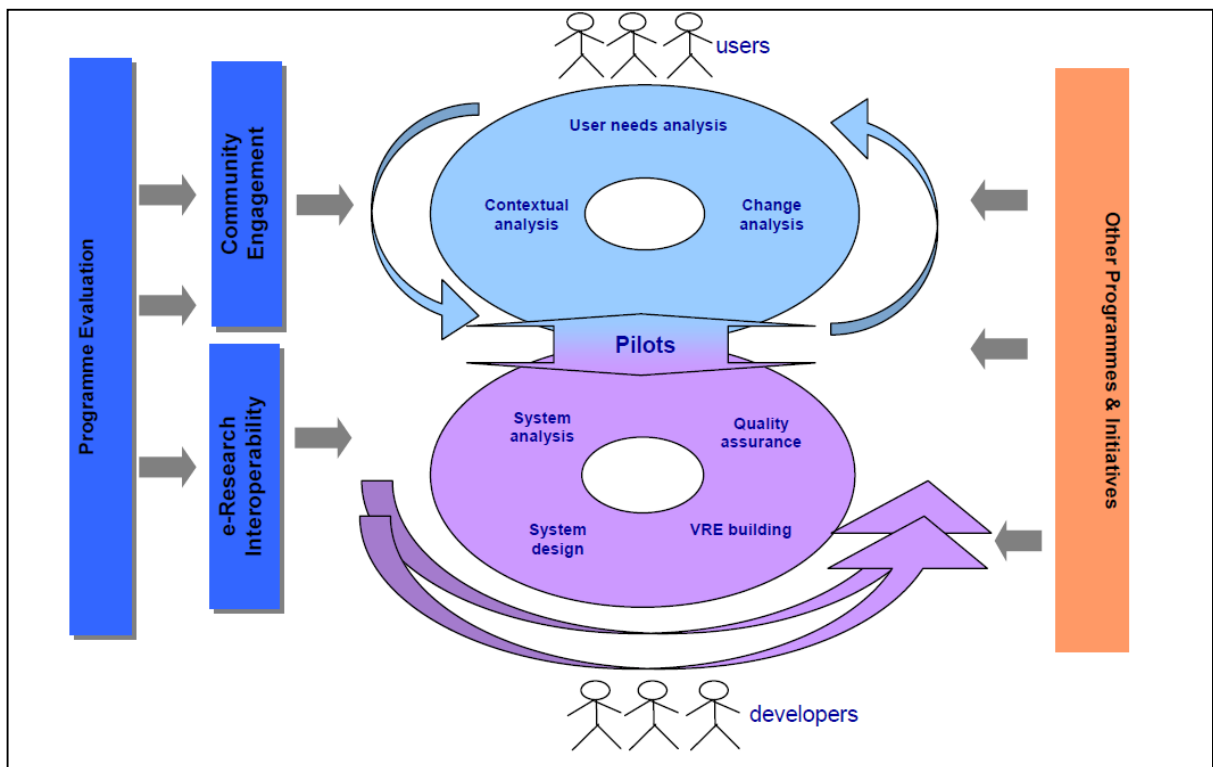 users
Programme Evaluation
Community
Engagement
e-Research
Interoperability
User needs analysis
Contextual
analysis
Change
analysis
Pilots
System
analysis
Quality
assurance
System
design
VRE building
developers
Other Programmes & Initiatives